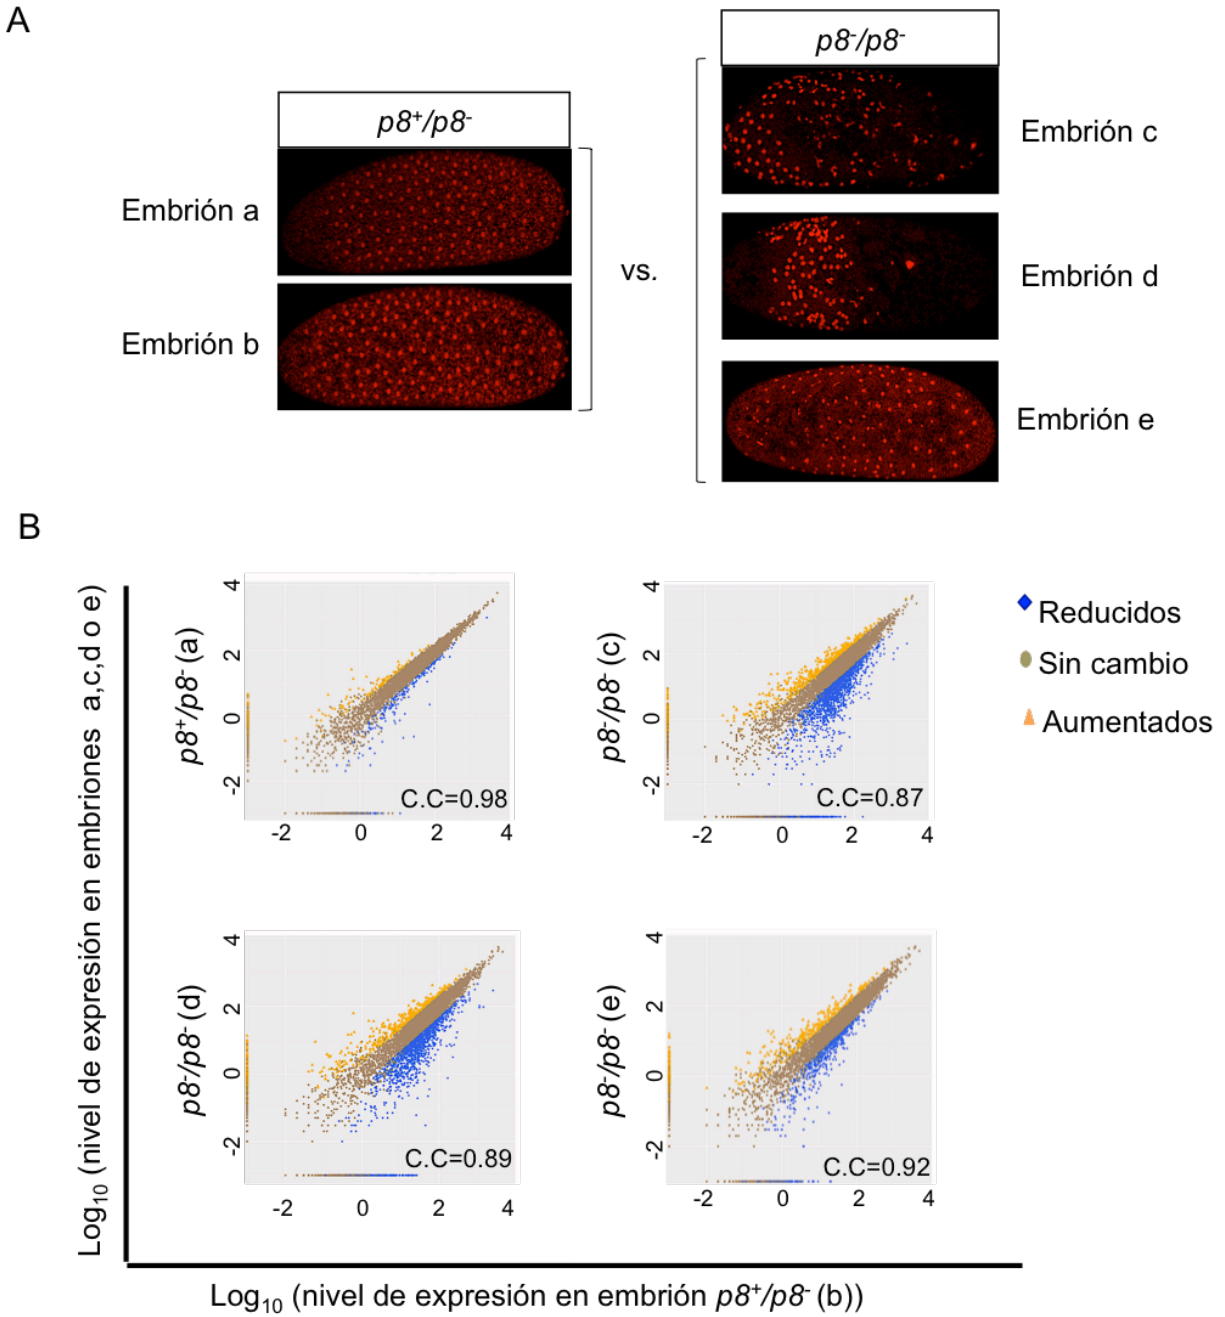 A
p8⁺/p8⁻
p8⁻/p8⁻
Embrión a
Embrión b
vs.
Embrión c
Embrión d
Embrión e
B
Log₁₀ (nivel de expresión en embriones a,c,d o e)
p8⁺/p8⁻ (a)
4
2
0
-2
C.C=0.98
-2 0 2 4
p8⁻/p8⁻ (c)
4
2
0
-2
C.C=0.87
-2 0 2 4
Reducidos
Sin cambio
Aumentados
p8⁻/p8⁻ (d)
4
2
0
-2
C.C=0.89
-2 0 2 4
p8⁻/p8⁻ (e)
4
2
0
-2
C.C=0.92
-2 0 2 4
Log₁₀ (nivel de expresión en embrión p8⁺/p8⁻ (b))